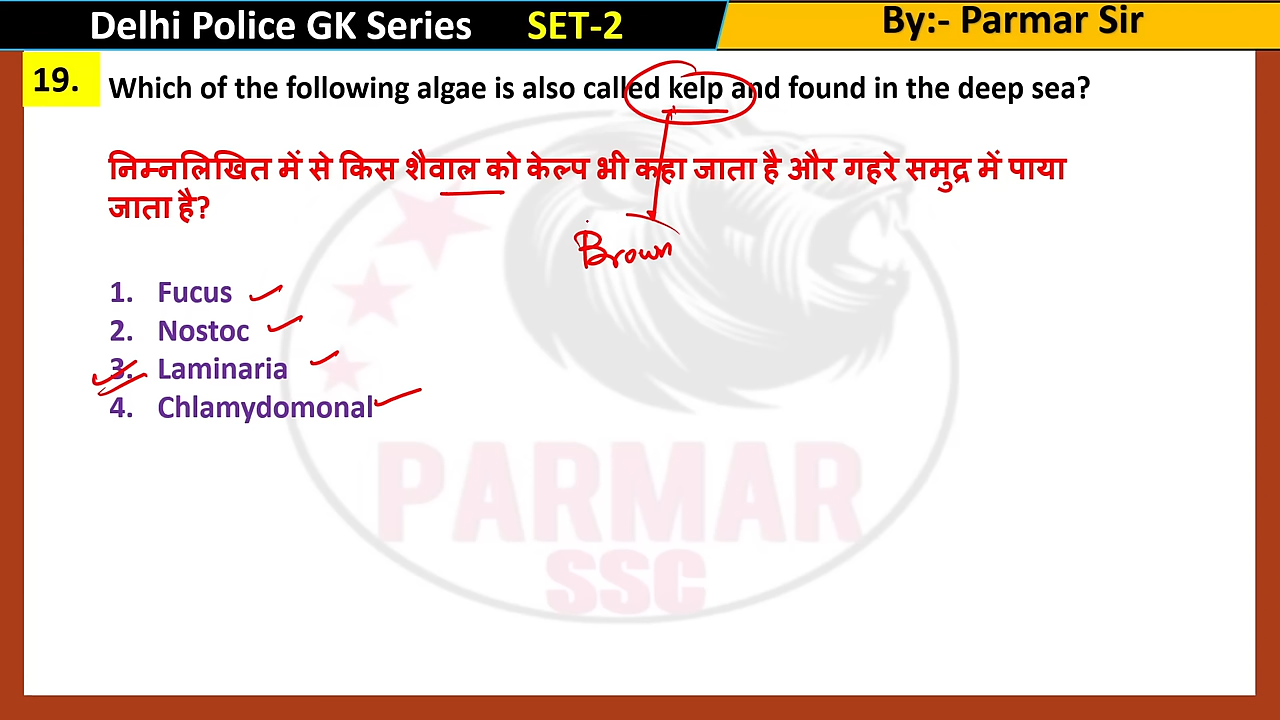 Delhi Police GK Series SET-2
By:- Parmar Sir
19. Which of the following algae is also called kelp and found in the deep sea?
निम्नलिखित में से किस शैवाल को केल्प भी कहा जाता है और गहरे समुद्र में पाया
जाता है?
Brown
1. Fucus
2. Nostoc
3. Laminaria
4. Chlamydomonal
PARMAR
SSC